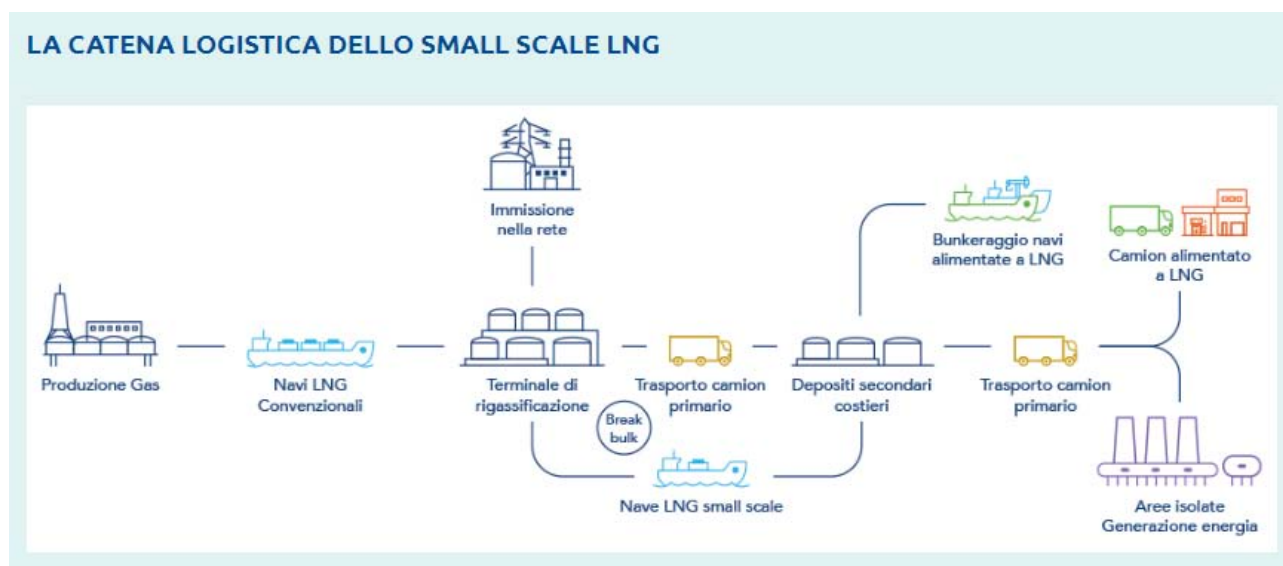 LA CATENA LOGISTICA DELLO SMALL SCALE LNG
Immissione
nella rete
Bunkeraggio navi
alimentate a LNG
Camion alimentato
a LNG
Produzione Gas
Navi LNG
Convenzionali
Terminale di
rigassificazione
Trasporto camion
primario
Depositi secondari
costieri
Trasporto camion
primario
Break
bulk
Nave LNG small scale
Aree isolate
Generazione energia